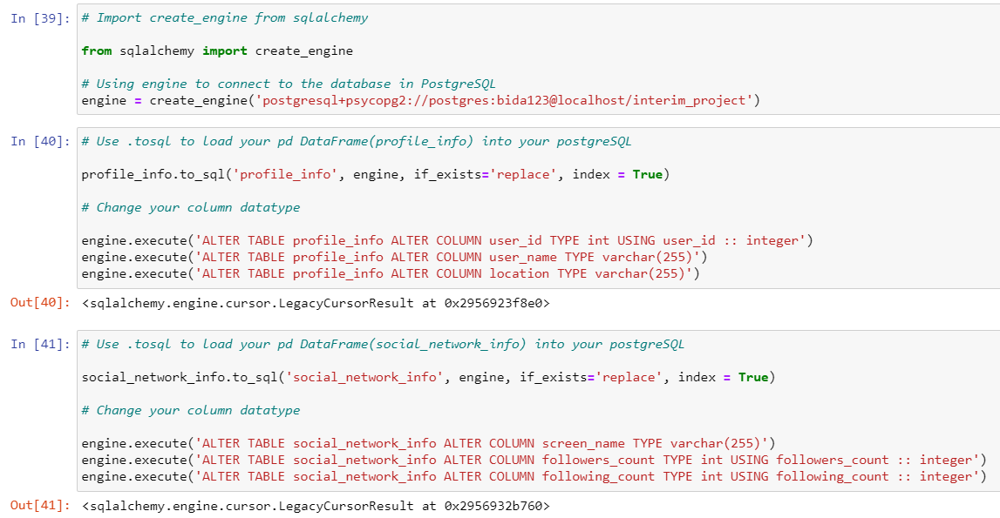 In [39]: # Import create_engine from sqlalchemy
from sqlalchemy import create_engine
# Using engine to connect to the database in PostgreSQL
engine = create_engine('postgresql+psycopg2://postgres:bida123@localhost/interim_project')
In [40]: # Use .tosql to load your pd DataFrame(profile_info) into your postgreSQL
profile_info.to_sql('profile_info', engine, if_exists='replace', index = True)
# Change your column datatype
engine.execute('ALTER TABLE profile_info ALTER COLUMN user_id TYPE int USING user_id :: integer')
engine.execute('ALTER TABLE profile_info ALTER COLUMN user_name TYPE varchar(255)')
engine.execute('ALTER TABLE profile_info ALTER COLUMN location TYPE varchar(255)')
Out[40]: <sqlalchemy.engine.cursor.LegacyCursorResult at 0x2956923f8e0>
In [41]: # Use .tosql to load your pd DataFrame(social_network_info) into your postgreSQL
social_network_info.to_sql('social_network_info', engine, if_exists='replace', index = True)
# Change your column datatype
engine.execute('ALTER TABLE social_network_info ALTER COLUMN screen_name TYPE varchar(255)')
engine.execute('ALTER TABLE social_network_info ALTER COLUMN followers_count TYPE int USING followers_count :: integer')
engine.execute('ALTER TABLE social_network_info ALTER COLUMN following_count TYPE int USING following_count :: integer')
Out[41]: <sqlalchemy.engine.cursor.LegacyCursorResult at 0x2956932b760>